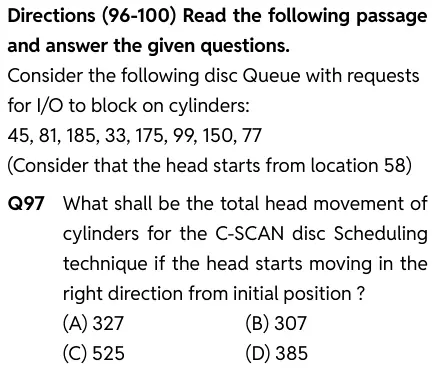 Directions (96-100) Read the following passage
and answer the given questions.
Consider the following disc Queue with requests
for I/O to block on cylinders:
45, 81, 185, 33, 175, 99, 150, 77
(Consider that the head starts from location 58)
Q97 What shall be the total head movement of
cylinders for the C-SCAN disc Scheduling
technique if the head starts moving in the
right direction from initial position ?
(A) 327 (B) 307
(C) 525 (D) 385